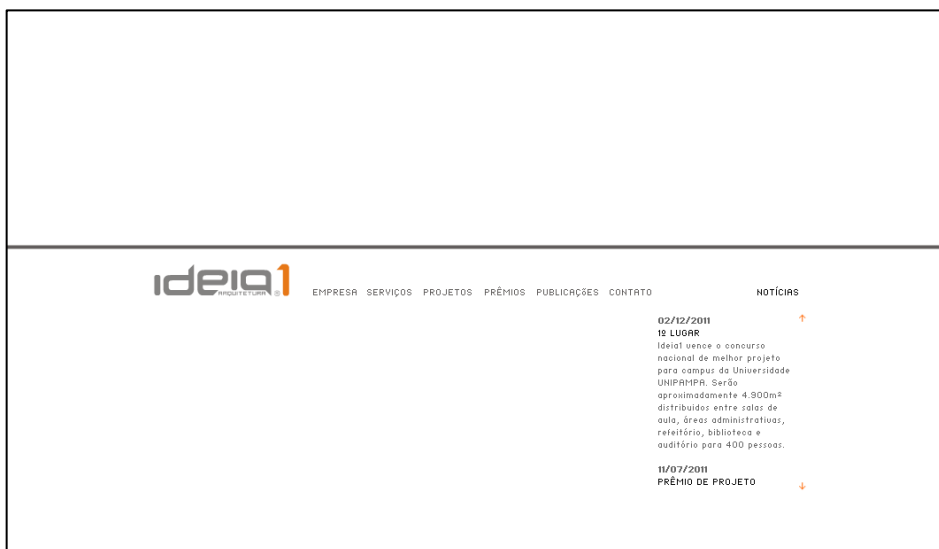 ideia1
ARQUITETURA ®
EMPRESA SERVIÇOS PROJETOS PRÊMIOS PUBLICAÇÕES CONTATO NOTÍCIAS
02/12/2011
1º LUGAR
Ideia1 vence o concurso
nacional de melhor projeto
para campus da Universidade
UNIPAMPA. Serão
aproximadamente 4.900m²
distribuidos entre salas de
aula, áreas administrativas,
refeitório, biblioteca e
auditório para 400 pessoas.
11/07/2011
PRÊMIO DE PROJETO